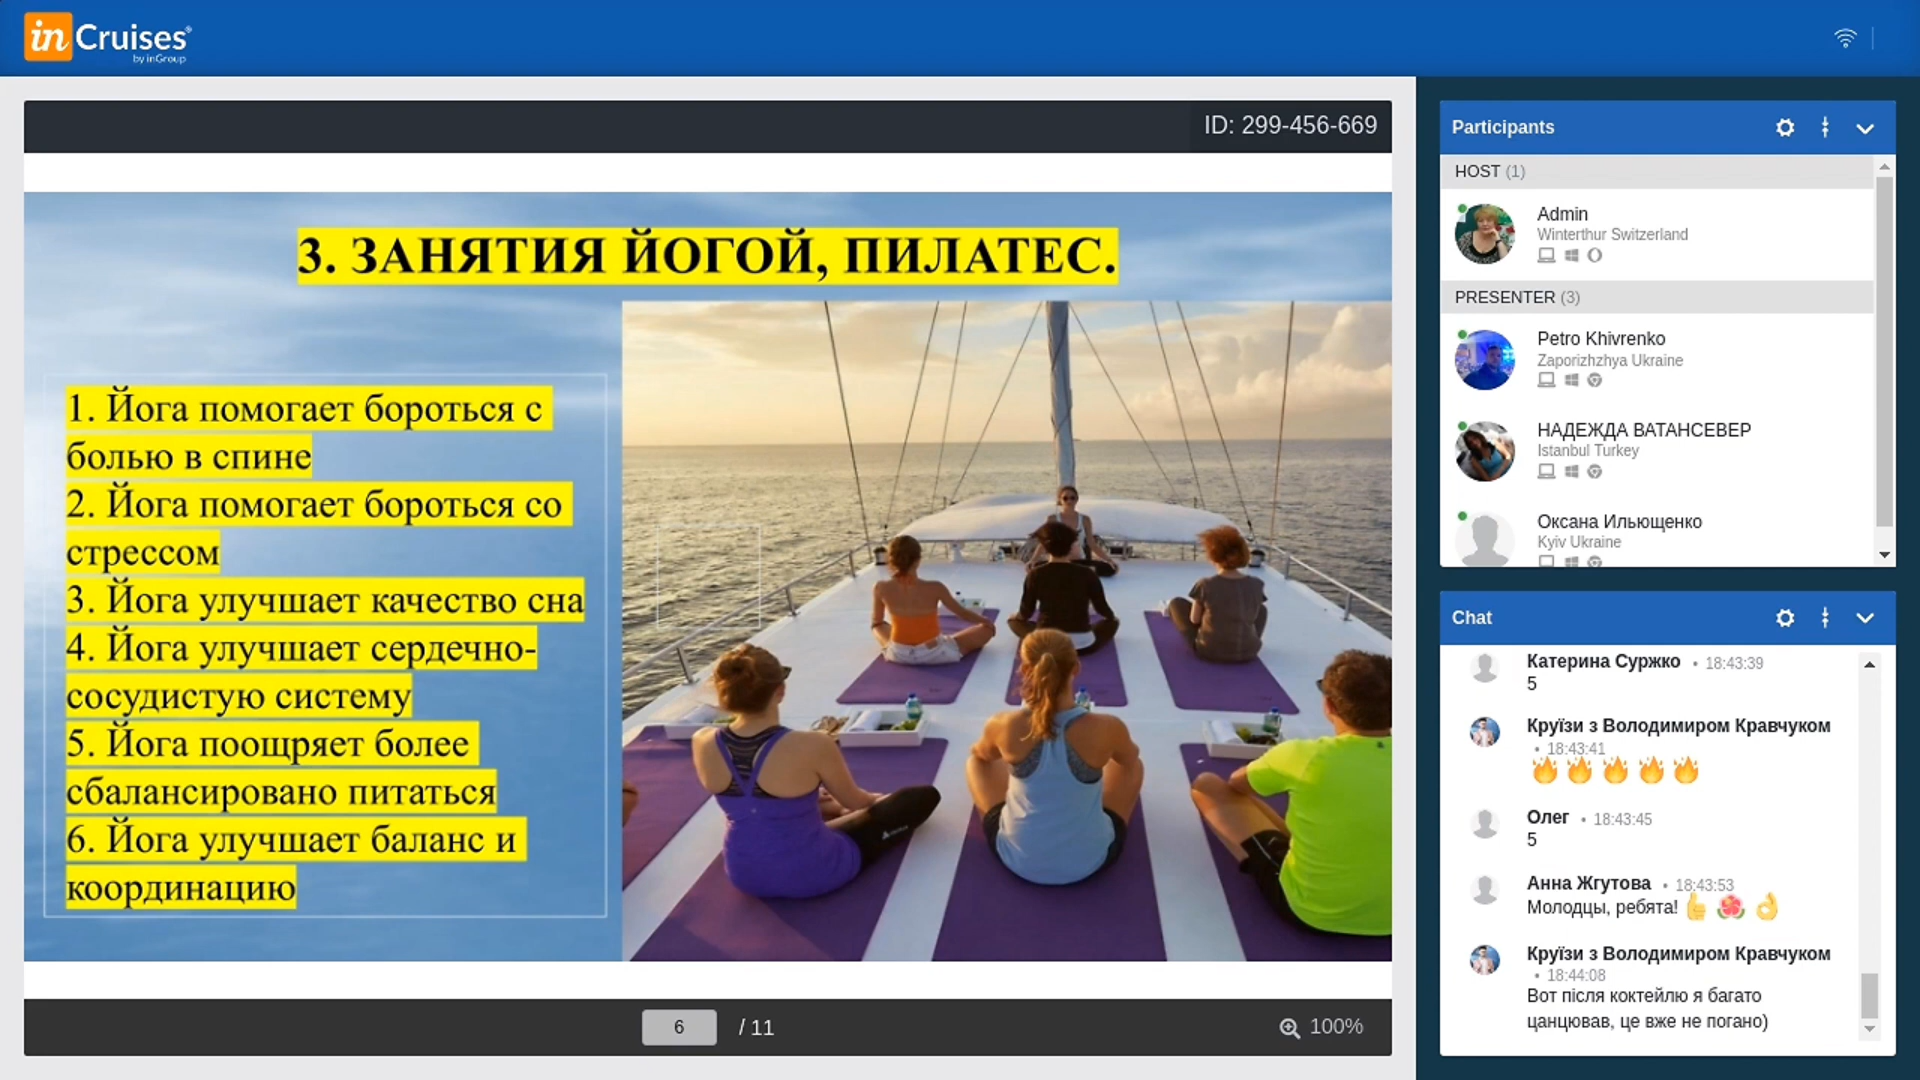 in Cruises®
by inGroup
ID: 299-456-669
3. ЗАНЯТИЯ ЙОГОЙ, ПИЛАТЕС.
1. Йога помогает бороться с
болью в спине
2. Йога помогает бороться со
стрессом
3. Йога улучшает качество сна
4. Йога улучшает сердечно-
сосудистую систему
5. Йога поощряет более
сбалансировано питаться
6. Йога улучшает баланс и
координацию
6 / 11
100%
Participants
HOST (1)
Admin
Winterthur Switzerland
PRESENTER (3)
Petro Khivrenko
Zaporizhzhya Ukraine
НАДЕЖДА ВАТАНСЕВЕР
Istanbul Turkey
Оксана Ильющенко
Kyiv Ukraine
Chat
Катерина Суржко • 18:43:39
5
Круїзи з Володимиром Кравчуком
• 18:43:41
🔥 🔥 🔥 🔥 🔥
Олег • 18:43:45
5
Анна Жгутова • 18:43:53
Молодцы, ребята! 👍 🌺 👌
Круїзи з Володимиром Кравчуком
• 18:44:08
Вот після коктейлю я багато
цанцював, це вже не погано)